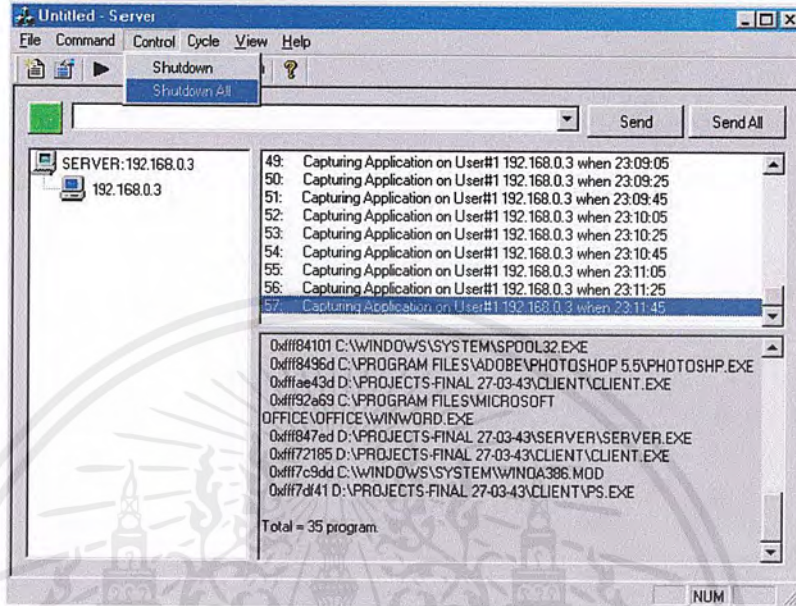 Untitled - Server
File Command Control Cycle View Help
Shutdown
Shutdown All
Send
Send All
SERVER:192.168.0.3
192.168.0.3
49: Capturing Application on User#1 192.168.0.3 when 23:09:05
50: Capturing Application on User#1 192.168.0.3 when 23:09:25
51: Capturing Application on User#1 192.168.0.3 when 23:09:45
52: Capturing Application on User#1 192.168.0.3 when 23:10:05
53: Capturing Application on User#1 192.168.0.3 when 23:10:25
54: Capturing Application on User#1 192.168.0.3 when 23:10:45
55: Capturing Application on User#1 192.168.0.3 when 23:11:05
56: Capturing Application on User#1 192.168.0.3 when 23:11:25
57: Capturing Application on User#1 192.168.0.3 when 23:11:45
0xfff84101 C:\WINDOWS\SYSTEM\SPOOL32.EXE
0xfff8496d C:\PROGRAM FILES\ADOBE\PHOTOSHOP 5.5\PHOTOSHP.EXE
0xfffae43d D:\PROJECTS-FINAL 27-03-43\CLIENT\CLIENT.EXE
0xfff92a69 C:\PROGRAM FILES\MICROSOFT
OFFICE\OFFICE\WINWORD.EXE
0xfff847ed D:\PROJECTS-FINAL 27-03-43\SERVER\SERVER.EXE
0xfff72185 D:\PROJECTS-FINAL 27-03-43\CLIENT\CLIENT.EXE
0xfff7c9dd C:\WINDOWS\SYSTEM\WINOA386.MOD
0xfff7df41 D:\PROJECTS-FINAL 27-03-43\CLIENT\PS.EXE
Total = 35 program.
NUM